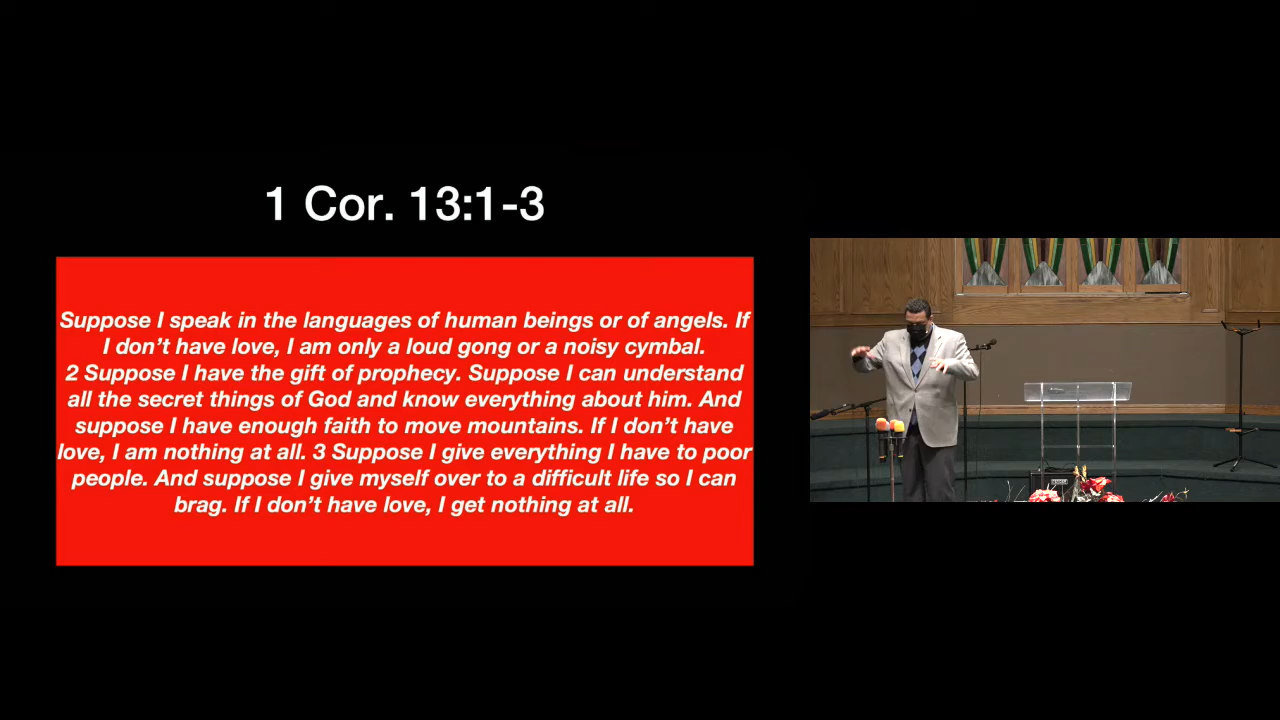 1 Cor. 13:1-3
Suppose I speak in the languages of human beings or of angels. If
I don’t have love, I am only a loud gong or a noisy cymbal.
2 Suppose I have the gift of prophecy. Suppose I can understand
all the secret things of God and know everything about him. And
suppose I have enough faith to move mountains. If I don’t have
love, I am nothing at all. 3 Suppose I give everything I have to poor
people. And suppose I give myself over to a difficult life so I can
brag. If I don’t have love, I get nothing at all.